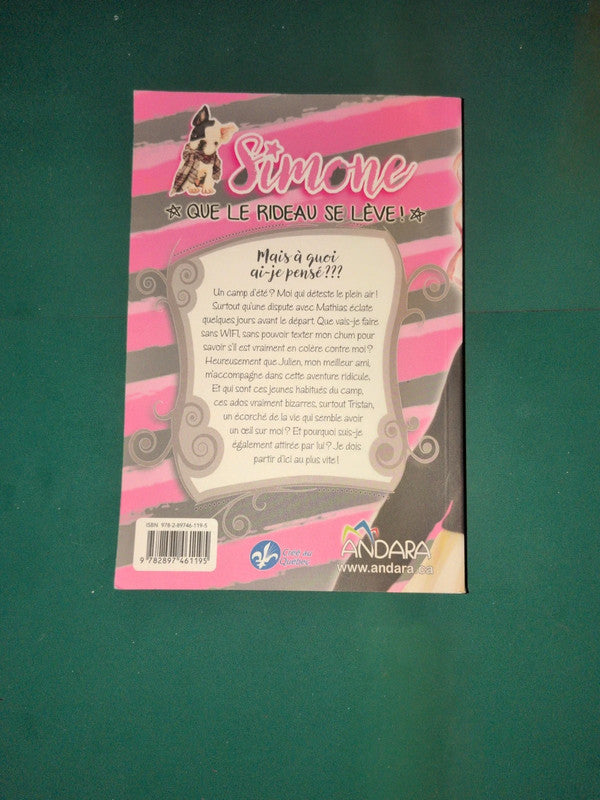 Simone
QUE LE RIDEAU SE LÈVE!
Mais à quoi
ai-je pensé???
Un camp d'été? Moi qui déteste le plein air!
Surtout qu'une dispute avec Mathias éclate
quelques jours avant le départ. Que vais-je faire
sans WIFI, sans pouvoir texter mon chum pour
savoir s'il est vraiment en colère contre moi?
Heureusement que Julien, mon meilleur ami,
m'accompagne dans cette aventure ridicule.
Et qui sont ces jeunes habitués du camp,
ces ados vraiment bizarres, surtout Tristan,
un écorché de la vie qui semble avoir
un œil sur moi? Et pourquoi suis-je
également attirée par lui? Je dois
partir d'ici au plus vite!
ISBN 978-2-89746-119-5
9 782897 461195
Créé au
Québec
ANDARA
www.andara.ca